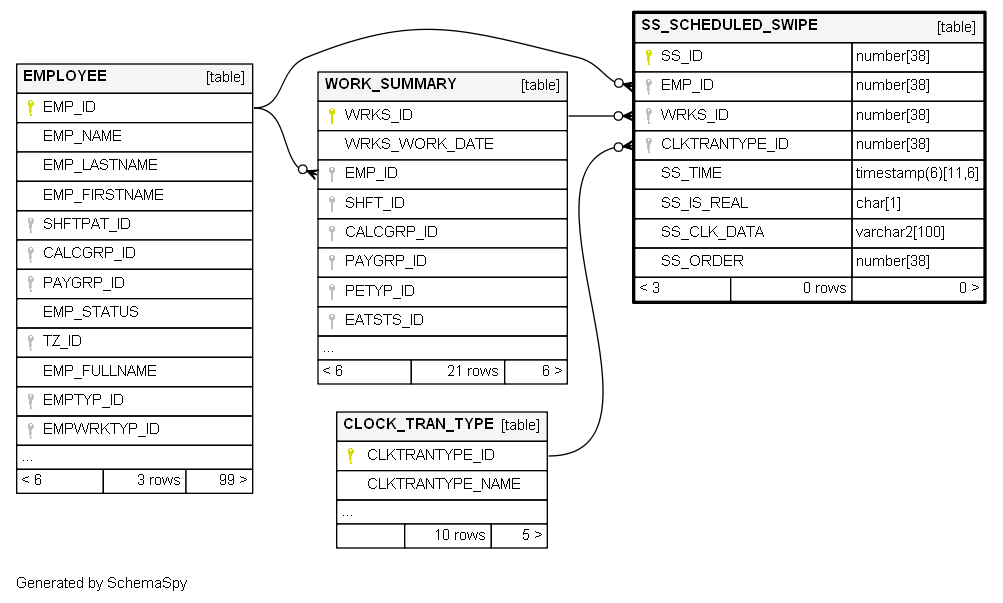 EMPLOYEE [table]
EMP_ID
EMP_NAME
EMP_LASTNAME
EMP_FIRSTNAME
SHFTPAT_ID
CALCGRP_ID
PAYGRP_ID
EMP_STATUS
TZ_ID
EMP_FULLNAME
EMPTYP_ID
EMPWRKTYP_ID
...
< 6 3 rows 99 >
WORK_SUMMARY [table]
WRKS_ID
WRKS_WORK_DATE
EMP_ID
SHFT_ID
CALCGRP_ID
PAYGRP_ID
PETYP_ID
EATSTS_ID
...
< 6 21 rows 6 >
CLOCK_TRAN_TYPE [table]
CLKTRANTYPE_ID
CLKTRANTYPE_NAME
...
10 rows 5 >
SS_SCHEDULED_SWIPE [table]
SS_ID number[38]
EMP_ID number[38]
WRKS_ID number[38]
CLKTRANTYPE_ID number[38]
SS_TIME timestamp(6)[11,6]
SS_IS_REAL char[1]
SS_CLK_DATA varchar2[100]
SS_ORDER number[38]
< 3 0 rows 0 >
Generated by SchemaSpy